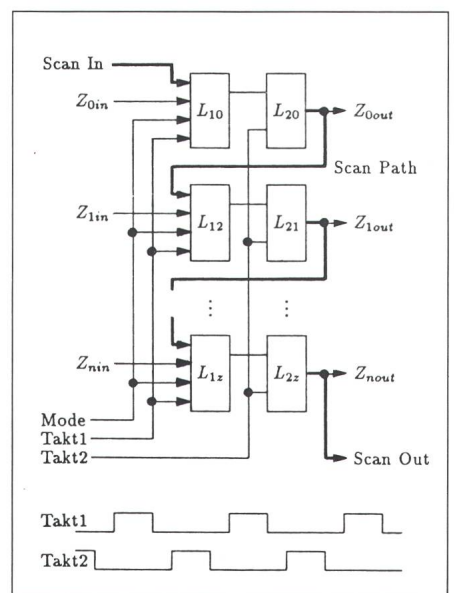 Scan In
Z0in
L10
L20
Z0out
Scan Path
Z1in
L12
L21
Z1out
Znin
L1z
L2z
Znout
Mode
Takt1
Takt2
Scan Out
Takt1
Takt2